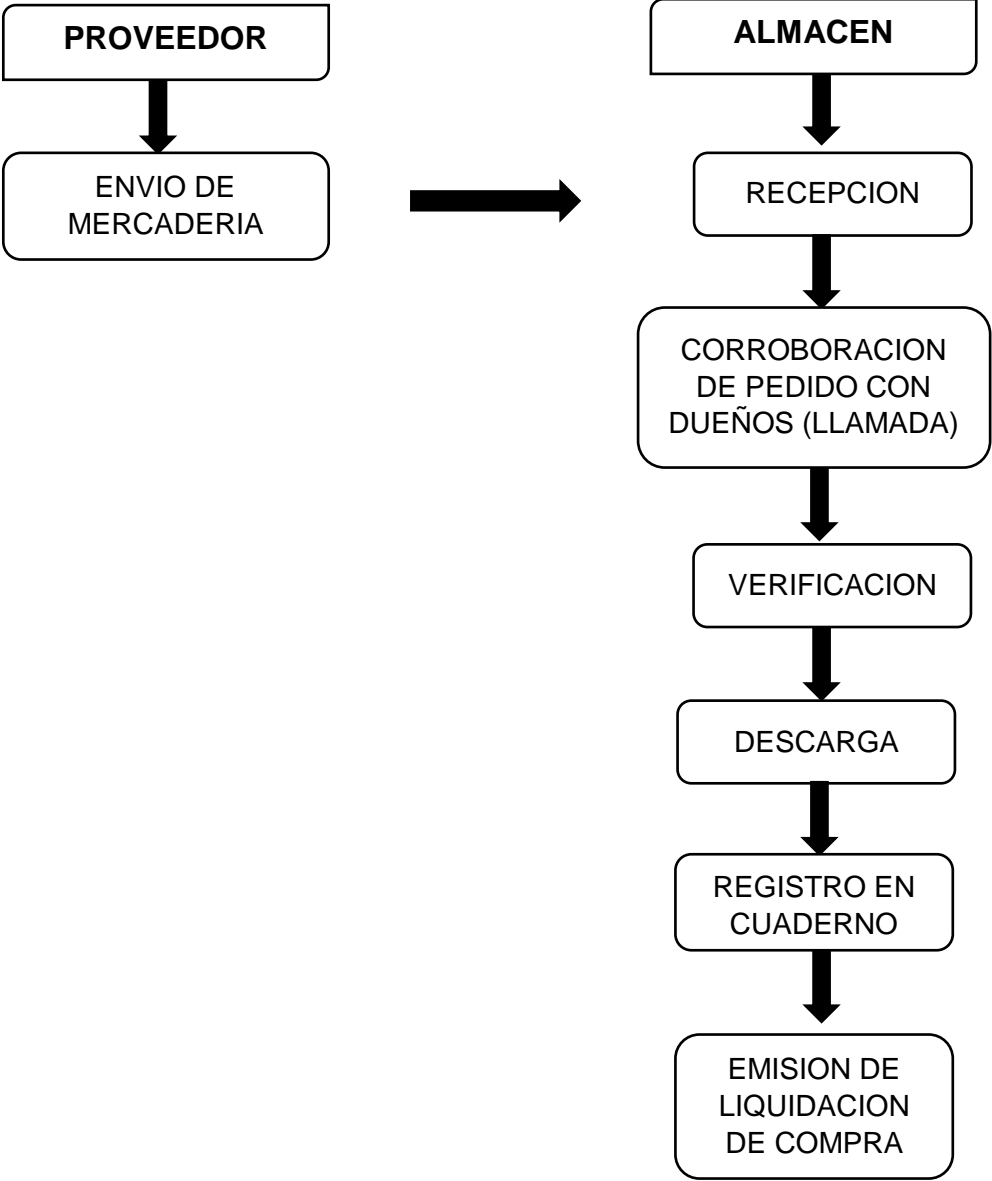 PROVEEDOR
ENVIO DE
MERCADERIA
ALMACEN
RECEPCION
CORROBORACION
DE PEDIDO CON
DUEÑOS (LLAMADA)
VERIFICACION
DESCARGA
REGISTRO EN
CUADERNO
EMISION DE
LIQUIDACION
DE COMPRA